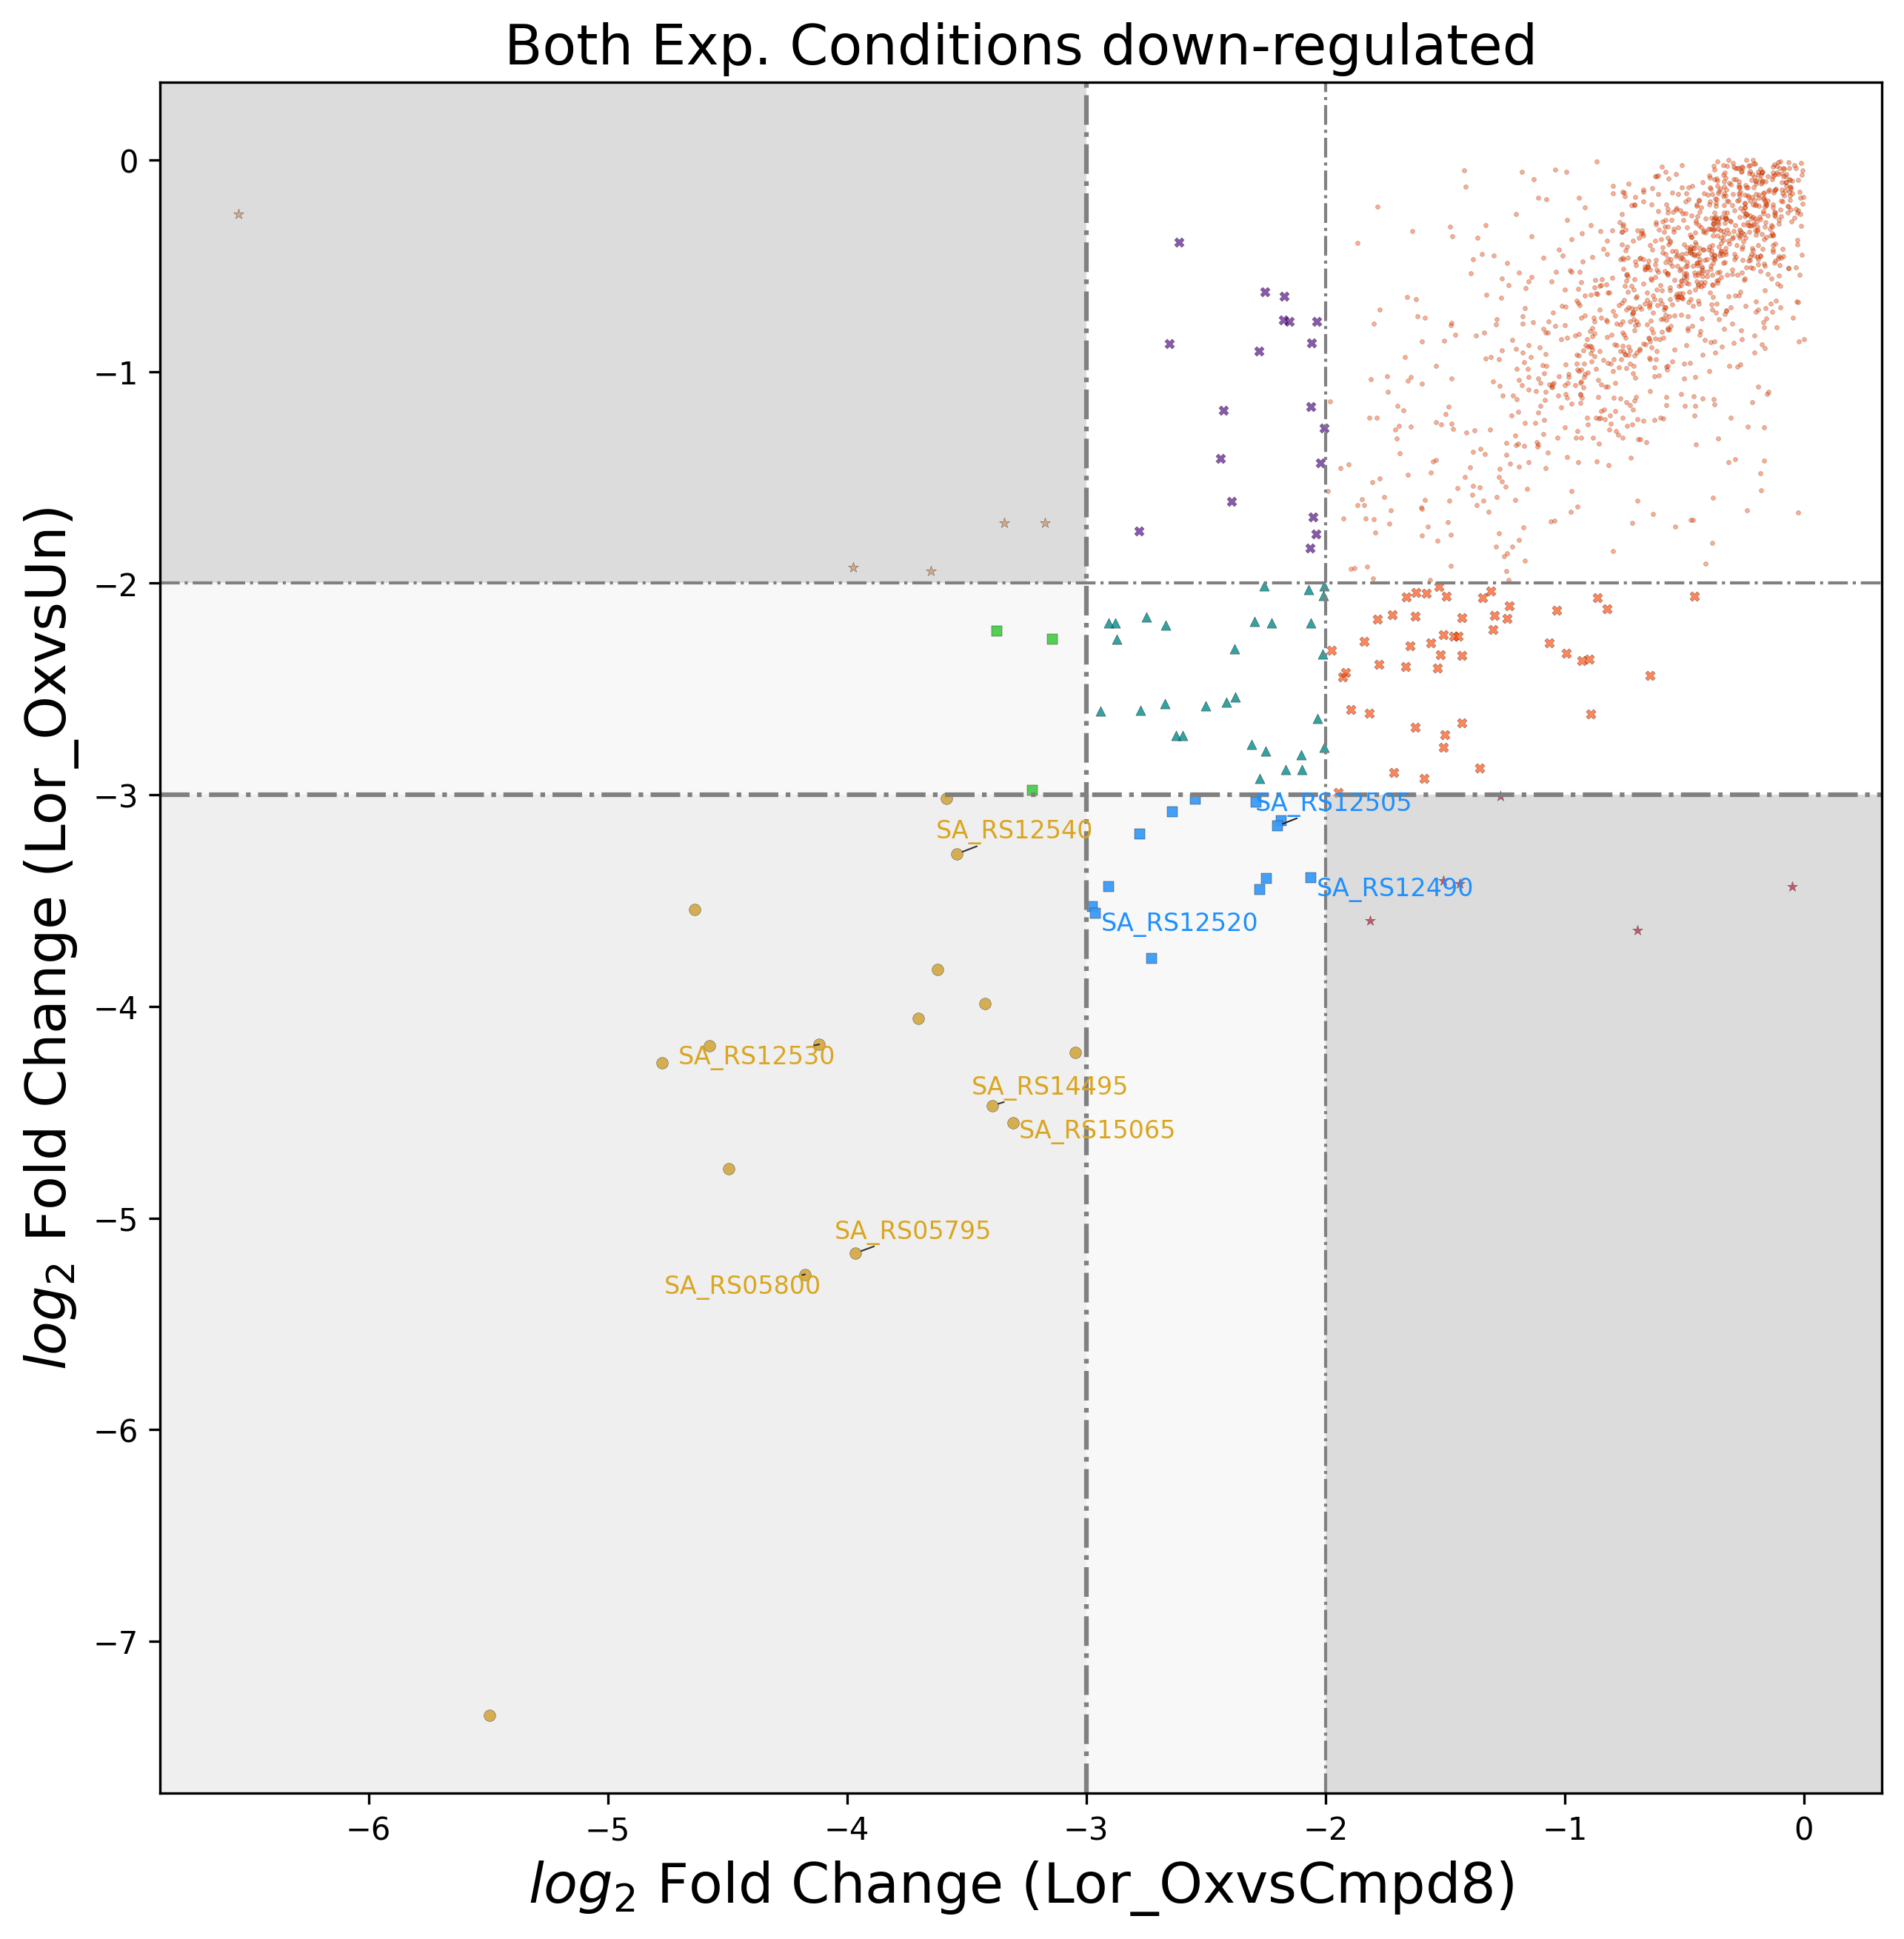 Both Exp. Conditions down-regulated
log2 Fold Change (Lor_OxvsUn)
0
−1
−2
−3
−4
−5
−6
−7
SA_RS12505
SA_RS12540
SA_RS12490
SA_RS12520
SA_RS12530
SA_RS14495
SA_RS15065
SA_RS05795
SA_RS05800
−6
−5
−4
−3
−2
−1
0
log2 Fold Change (Lor_OxvsCmpd8)